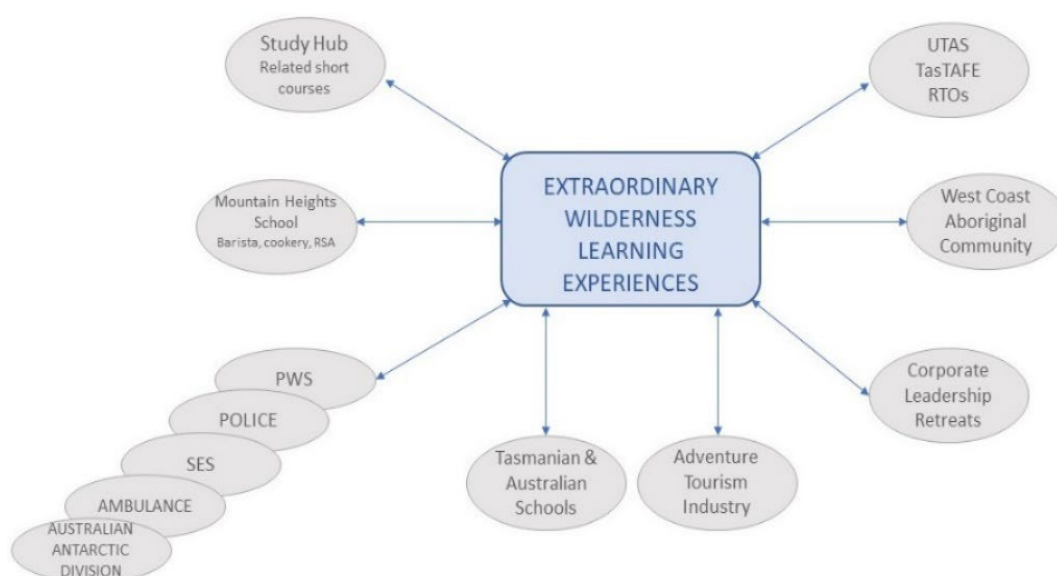 Study Hub
Related short
courses
UTAS
TasTAFE
RTOs
EXTRAORDINARY
WILDERNESS
LEARNING
EXPERIENCES
Mountain Heights
School
Barista, cookery, RSA
West Coast
Aboriginal
Community
PWS
POLICE
SES
AMBULANCE
AUSTRALIAN
ANTARCTIC
DIVISION
Tasmanian &
Australian
Schools
Adventure
Tourism
Industry
Corporate
Leadership
Retreats